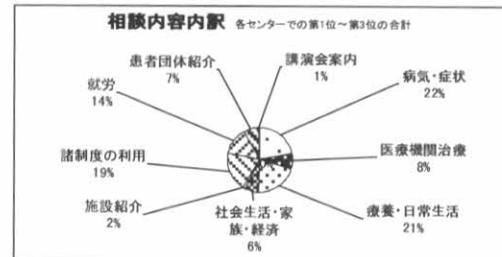 相談内容内訳 各センターでの第1位～第3位の合計
患者団体紹介
7%
講演会案内
1%
就労
14%
病気・症状
22%
諸制度の利用
19%
医療機関治療
8%
施設紹介
2%
社会生活・家
族・経済
6%
療養・日常生活
21%